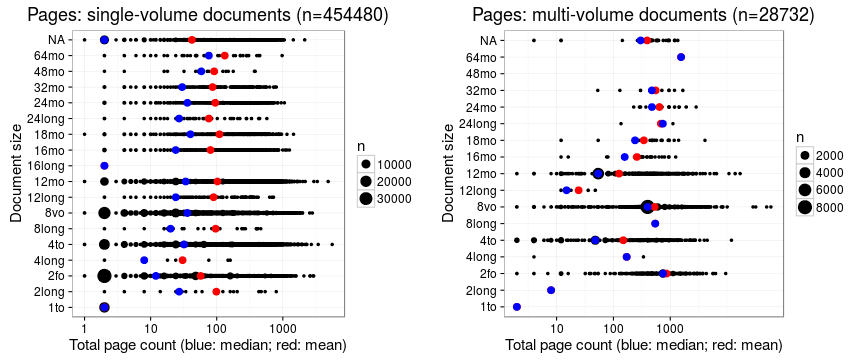 Pages: single-volume documents (n=454480)
Document size
NA
64mo
48mo
32mo
24mo
24long
18mo
16mo
16long
12mo
12long
8vo
8long
4to
4long
2fo
2long
1to
1
10
100
1000
Total page count (blue: median; red: mean)
n
10000
20000
30000
Pages: multi-volume documents (n=28732)
Document size
NA
64mo
48mo
32mo
24mo
24long
18mo
16mo
12mo
12long
8vo
8long
4to
4long
2fo
2long
1to
10
100
1000
Total page count (blue: median; red: mean)
n
2000
4000
6000
8000